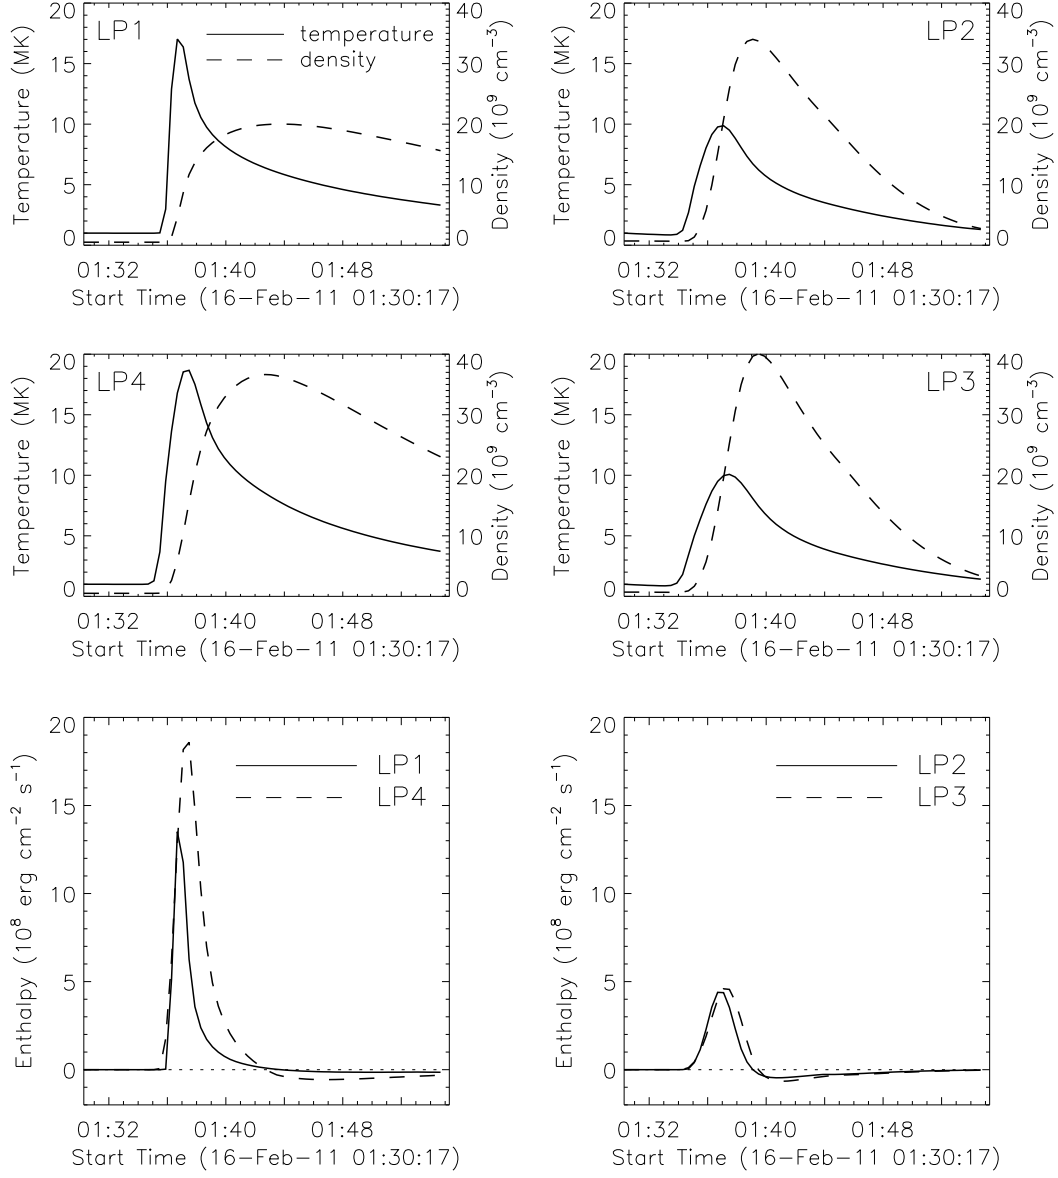 LP1
temperature
density
Temperature (MK)
20
15
10
5
0
Density (10⁹ cm⁻³)
40
30
20
10
0
01:32 01:40 01:48
Start Time (16-Feb-11 01:30:17)
LP2
Temperature (MK)
20
15
10
5
0
Density (10⁹ cm⁻³)
40
30
20
10
0
01:32 01:40 01:48
Start Time (16-Feb-11 01:30:17)
LP4
Temperature (MK)
20
15
10
5
0
Density (10⁹ cm⁻³)
40
30
20
10
0
01:32 01:40 01:48
Start Time (16-Feb-11 01:30:17)
LP3
Temperature (MK)
20
15
10
5
0
Density (10⁹ cm⁻³)
40
30
20
10
0
01:32 01:40 01:48
Start Time (16-Feb-11 01:30:17)
LP1
LP4
Enthalpy (10⁸ erg cm⁻² s⁻¹)
20
15
10
5
0
01:32 01:40 01:48
Start Time (16-Feb-11 01:30:17)
LP2
LP3
Enthalpy (10⁸ erg cm⁻² s⁻¹)
20
15
10
5
0
01:32 01:40 01:48
Start Time (16-Feb-11 01:30:17)